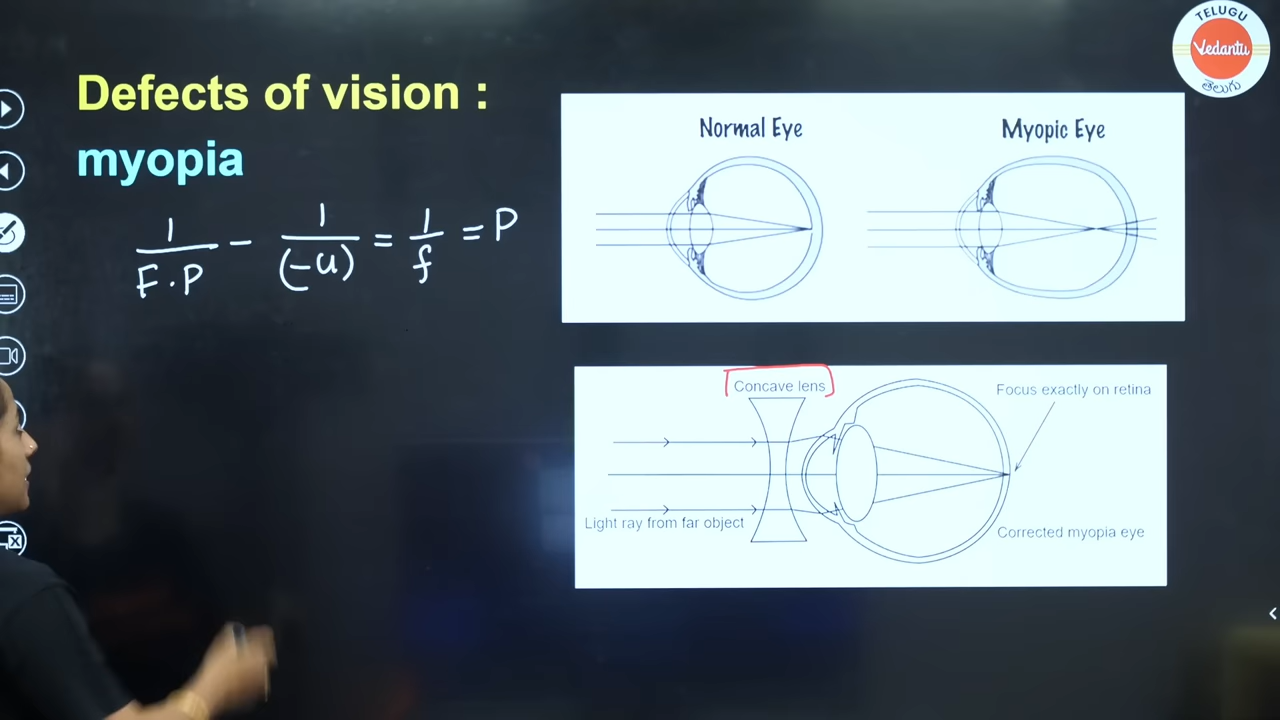 TELUGU
Vedantu
తెలుగు
Defects of vision :
myopia
1/F.P - 1/(-u) = 1/f = P
Normal Eye
Myopic Eye
Concave lens
Focus exactly on retina
Light ray from far object
Corrected myopia eye